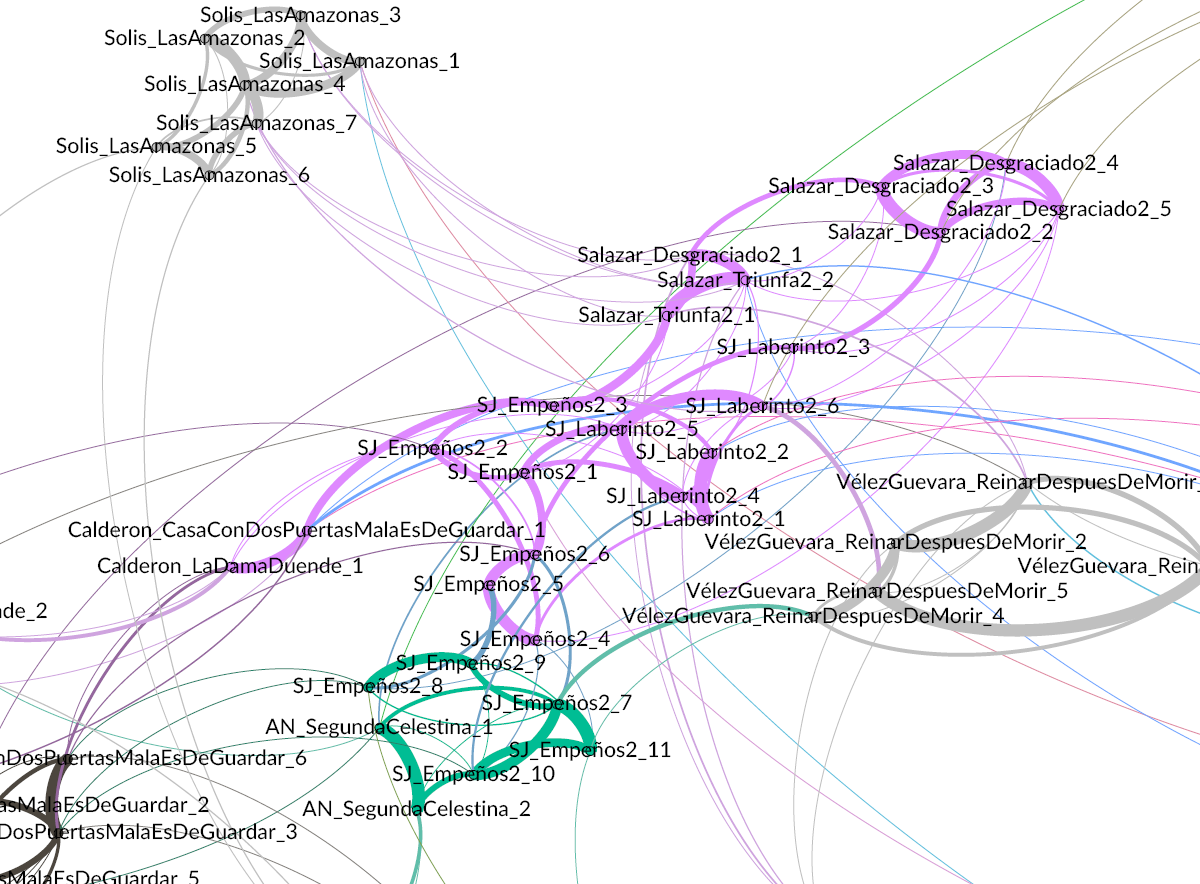 Solis_LasAmazonas_3
Solis_LasAmazonas_2
Solis_LasAmazonas_1
Solis_LasAmazonas_4
Solis_LasAmazonas_7
Solis_LasAmazonas_5
Solis_LasAmazonas_6
Salazar_Desgraciado2_4
Salazar_Desgraciado2_3
Salazar_Desgraciado2_5
Salazar_Desgraciado2_2
Salazar_Desgraciado2_1
Salazar_Triunfa2_2
Salazar_Triunfa2_1
SJ_Laberinto2_3
SJ_Empeños2_3
SJ_Laberinto2_6
SJ_Laberinto2_5
SJ_Empeños2_2
SJ_Laberinto2_2
SJ_Empeños2_1
VélezGuevara_ReinarDespuesDeMorir_
SJ_Laberinto2_4
SJ_Laberinto2_1
Calderon_CasaConDosPuertasMalaEsDeGuardar_1
VélezGuevara_ReinarDespuesDeMorir_2
SJ_Empeños2_6
Calderon_LaDamaDuende_1
VélezGuevara_Rein
SJ_Empeños2_5
VélezGuevara_ReinarDespuesDeMorir_5
nde_2
VélezGuevara_ReinarDespuesDeMorir_4
SJ_Empeños2_4
SJ_Empeños2_9
SJ_Empeños2_8
SJ_Empeños2_7
AN_SegundaCelestina_1
SJ_Empeños2_11
nDosPuertasMalaEsDeGuardar_6
SJ_Empeños2_10
asMalaEsDeGuardar_2
AN_SegundaCelestina_2
DosPuertasMalaEsDeGuardar_3
sMalaEsDeGuardar_5